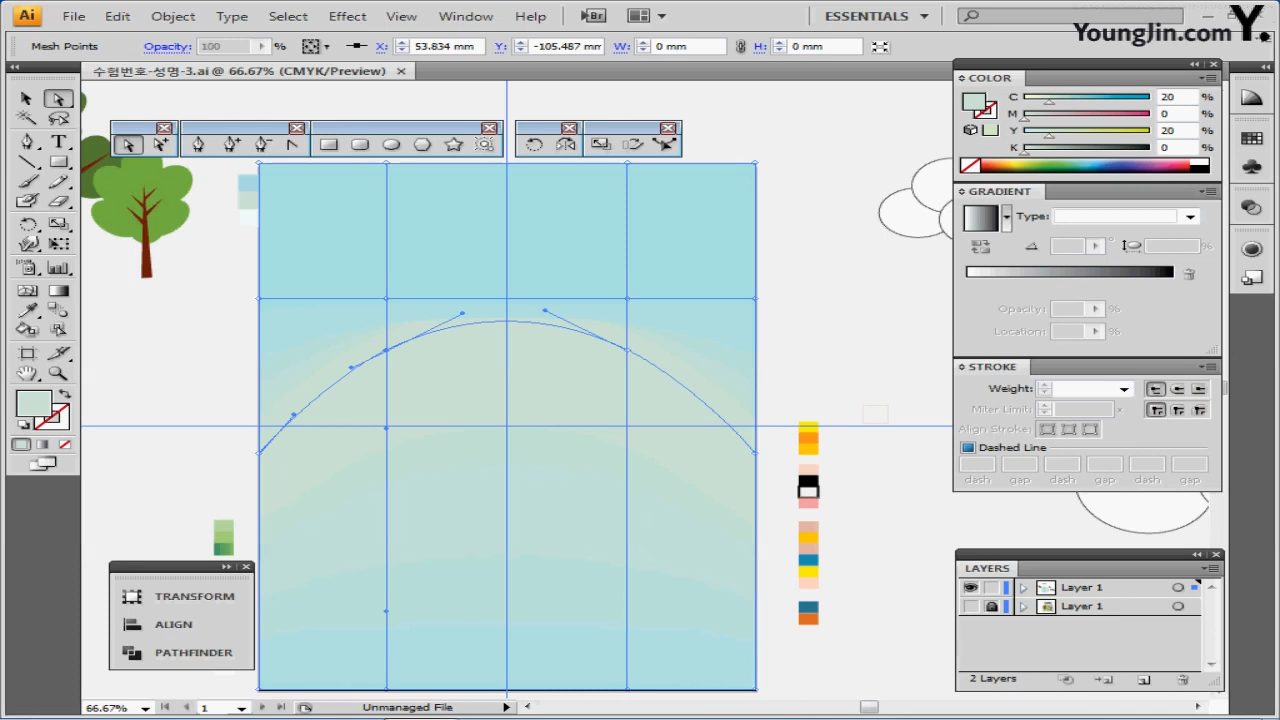 Ai File Edit Object Type Select Effect View Window Help Br ESSENTIALS
Y.
YoungJin.com
Mesh Points Opacity: 100 % X: 53.834 mm Y: -105.487 mm W: 0 mm H: 0 mm
수험번호-성명-3.ai @ 66.67% (CMYK/Preview) ×
COLOR
C 20 %
M 0 %
Y 20 %
K 0 %
GRADIENT
Type:
°
%
Opacity: %
Location: %
STROKE
Weight:
Miter Limit: x
Align Stroke:
Dashed Line
dash gap dash gap dash gap
TRANSFORM
ALIGN
PATHFINDER
LAYERS
Layer 1
Layer 1
2 Layers
66.67% 1 Unmanaged File